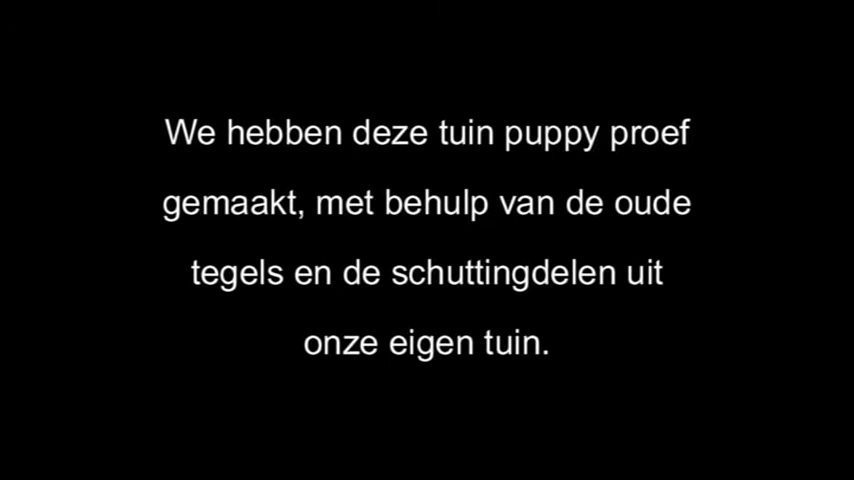 We hebben deze tuin puppy proef
gemaakt, met behulp van de oude
tegels en de schuttingdelen uit
onze eigen tuin.